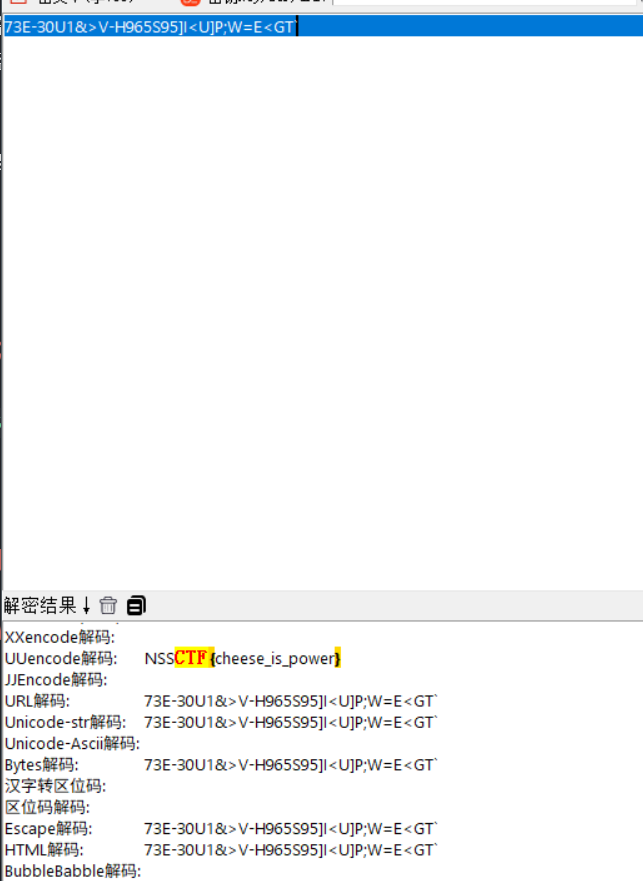 73E-30U1&>V-H965S95]I<U]P;W=E<GT`
解密结果↓
XXencode解码:
UUencode解码: NSSCTF{cheese_is_power}
JJEncode解码:
URL解码: 73E-30U1&>V-H965S95]I<U]P;W=E<GT`
Unicode-str解码: 73E-30U1&>V-H965S95]I<U]P;W=E<GT`
Unicode-Ascii解码:
Bytes解码: 73E-30U1&>V-H965S95]I<U]P;W=E<GT`
汉字转区位码:
区位码解码:
Escape解码: 73E-30U1&>V-H965S95]I<U]P;W=E<GT`
HTML解码: 73E-30U1&>V-H965S95]I<U]P;W=E<GT`
BubbleBabble解码: